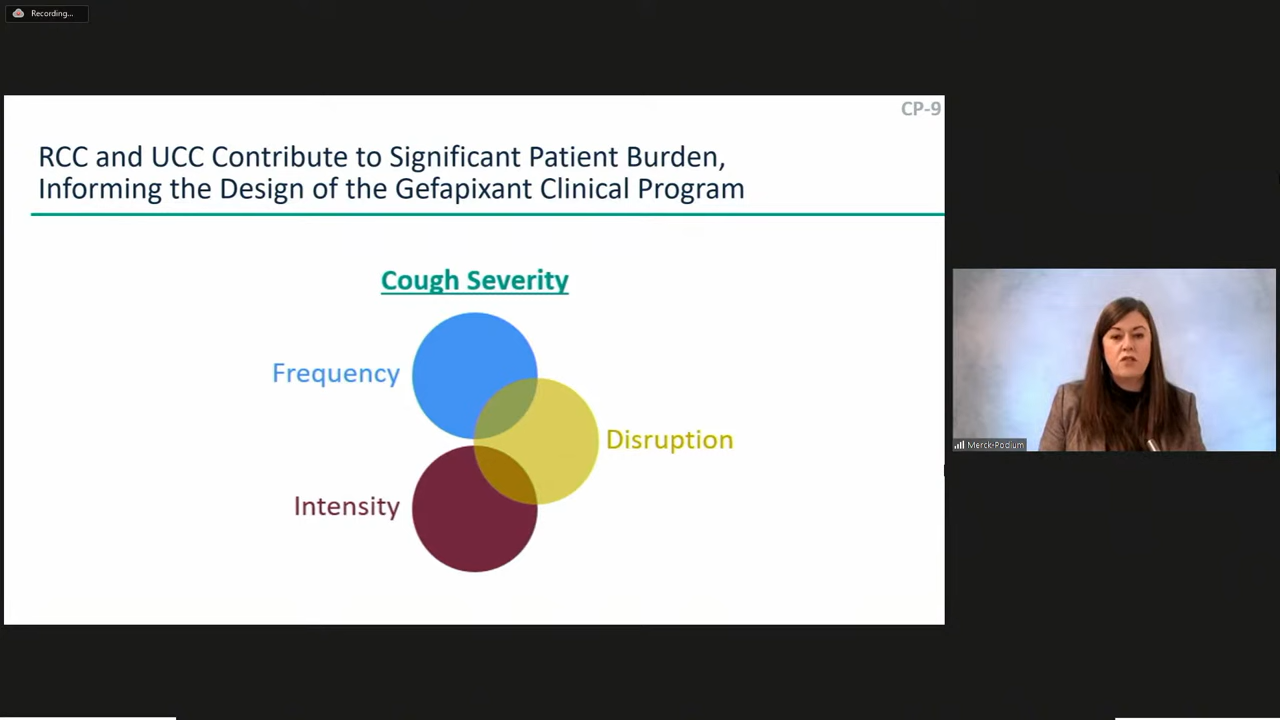 Recording...
CP-9
RCC and UCC Contribute to Significant Patient Burden,
Informing the Design of the Gefapixant Clinical Program
Cough Severity
Frequency
Disruption
Intensity
Merck-Podium